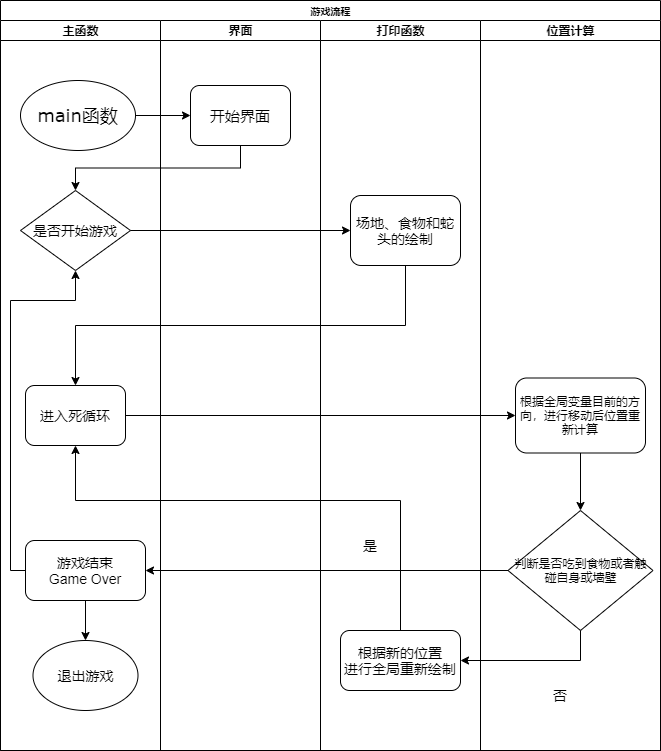 游戏流程
主函数
界面
打印函数
位置计算
main函数
开始界面
是否开始游戏
场地、食物和蛇
头的绘制
进入死循环
根据全局变量目前的方
向，进行移动后位置重
新计算
是
游戏结束
Game Over
判断是否吃到食物或者触
碰自身或墙壁
退出游戏
根据新的位置
进行全局重新绘制
否